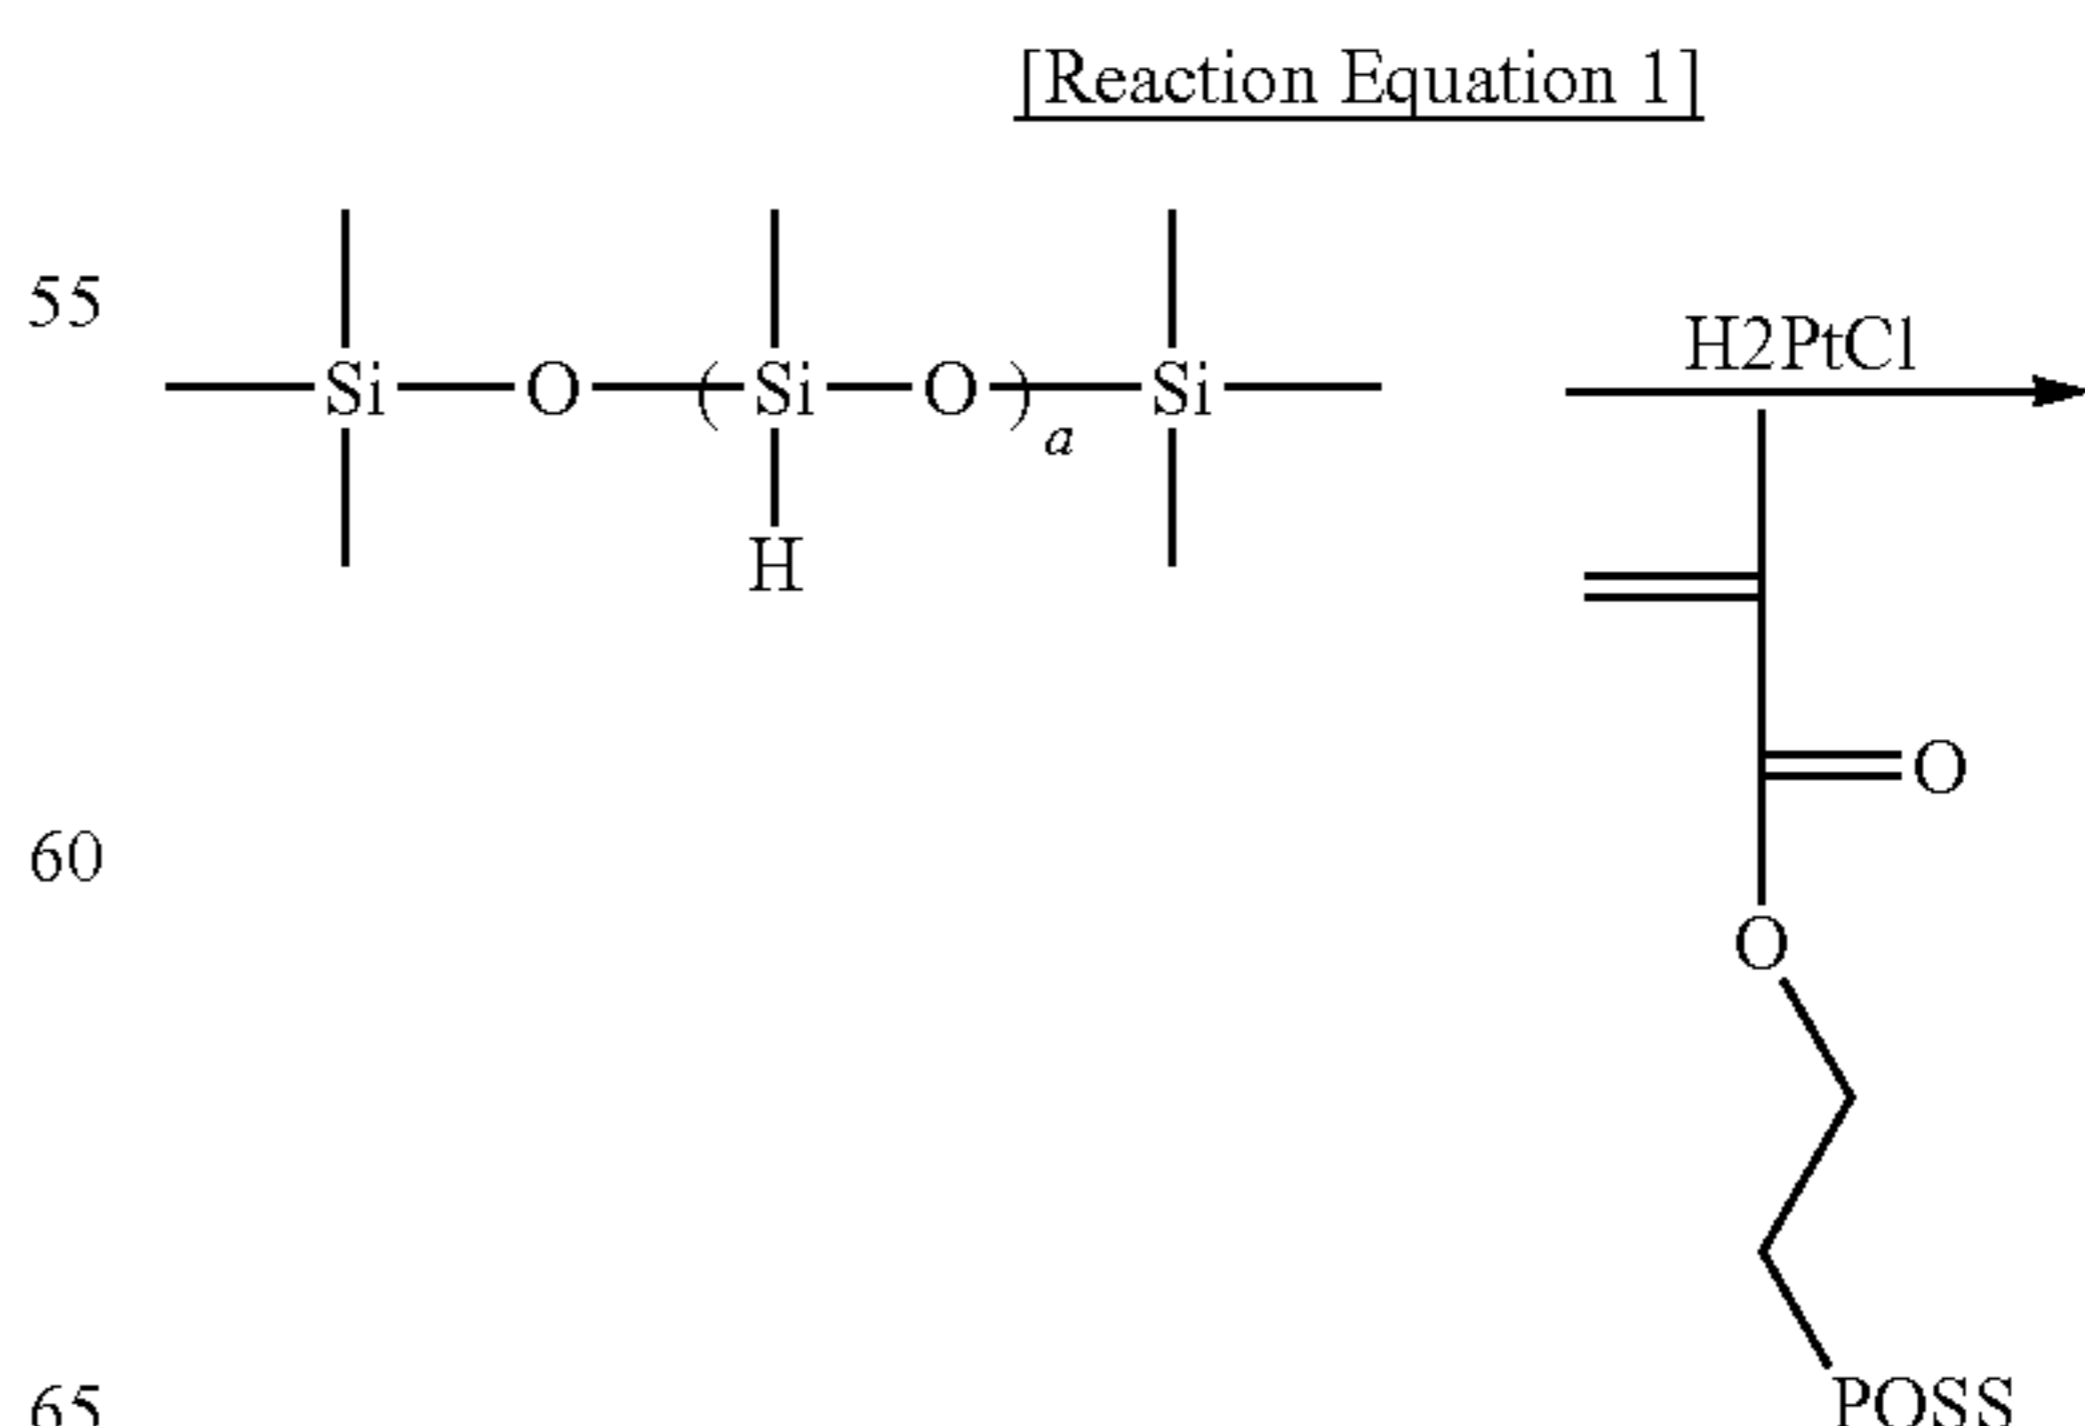 [Reaction Equation 1]
55
Si O ( Si O )a Si
H
H2PtCl
O
60
O
65
POSS